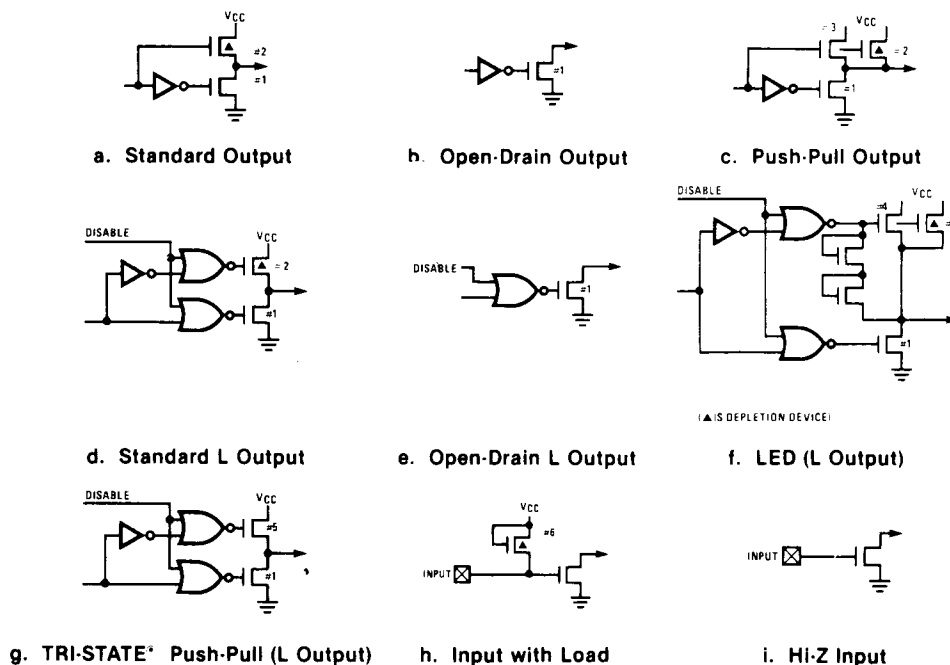 VCC
#2
#1
a. Standard Output
#1
b. Open-Drain Output
=3
VCC
=2
#1
c. Push-Pull Output
DISABLE
VCC
=2
#1
d. Standard L Output
DISABLE
#1
e. Open-Drain L Output
DISABLE
=4
VCC
#1
(▲IS DEPLETION DEVICE)
f. LED (L Output)
DISABLE
VCC
#5
#1
g. TRI-STATE® Push-Pull (L Output)
VCC
#6
INPUT
h. Input with Load
INPUT
i. Hi-Z Input